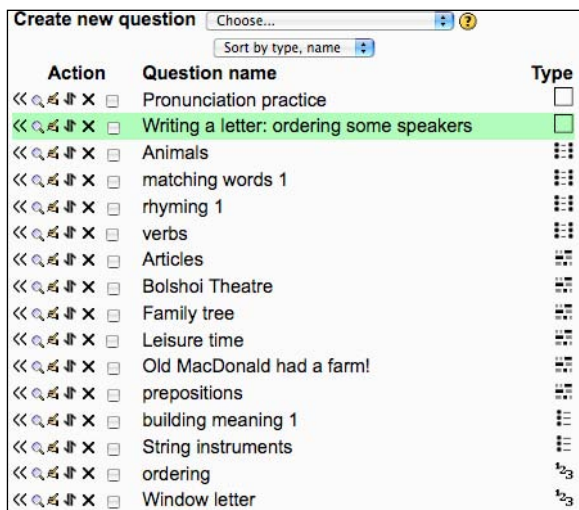 Create new question Choose... ?
Sort by type, name
Action Question name Type
Pronunciation practice
Writing a letter: ordering some speakers
Animals
matching words 1
rhyming 1
verbs
Articles
Bolshoi Theatre
Family tree
Leisure time
Old MacDonald had a farm!
prepositions
building meaning 1
String instruments
ordering 123
Window letter 123